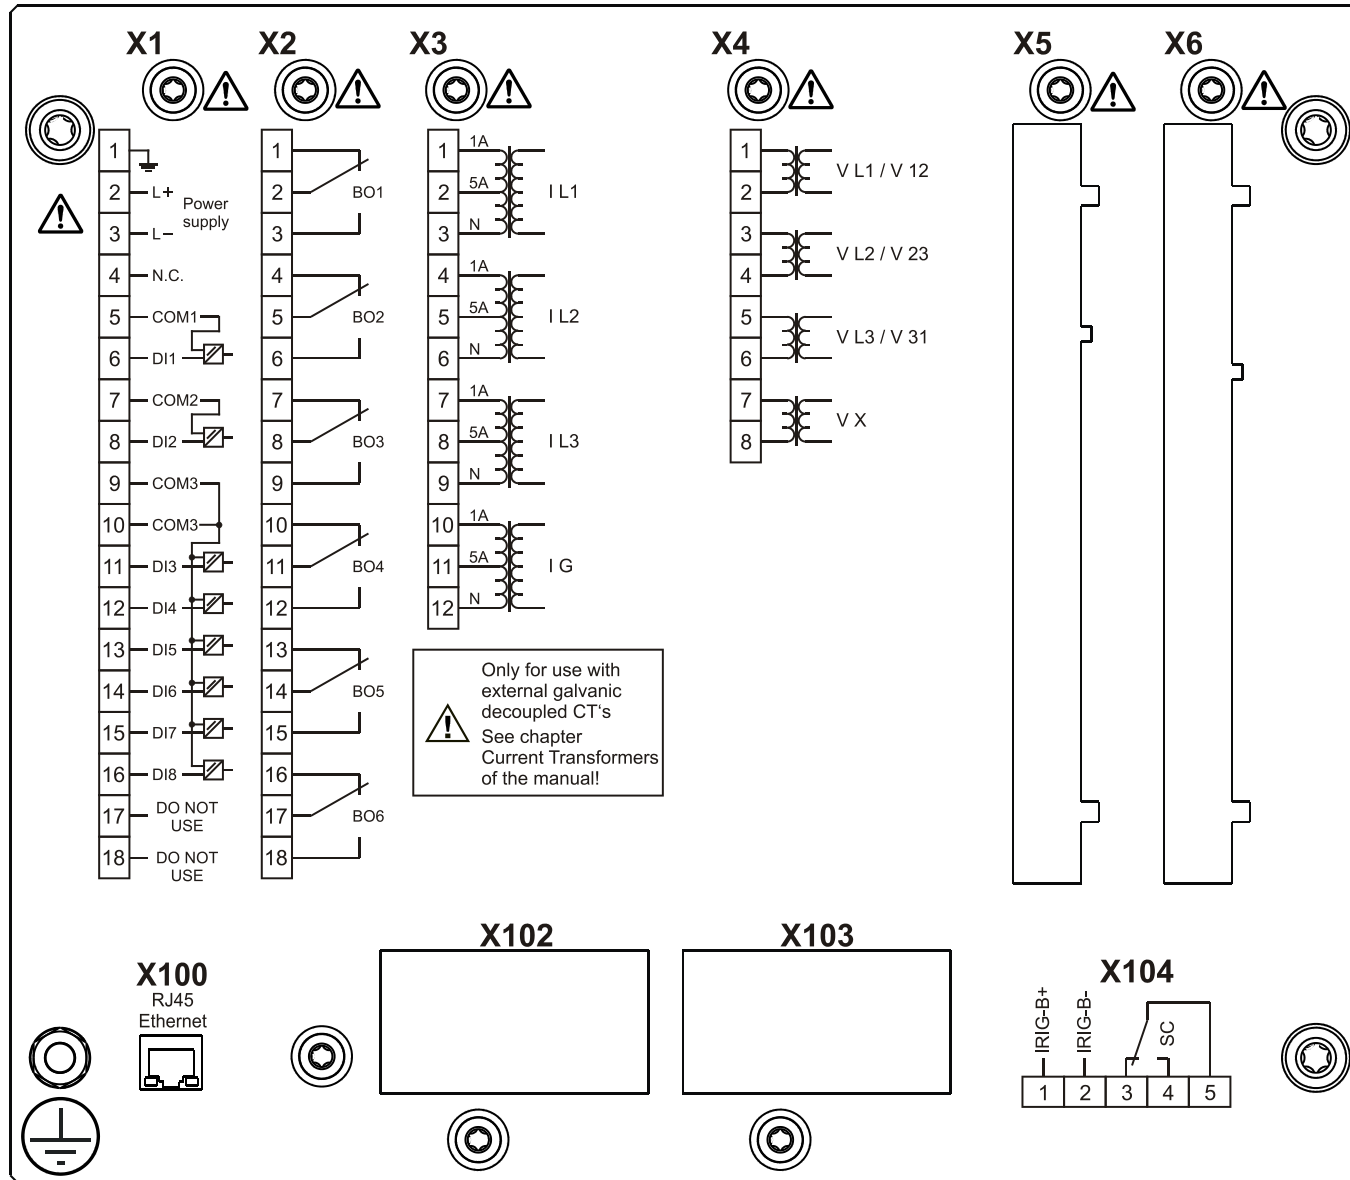 X1
1
2 L+
Power
supply
3 L-
4 N.C.
5 COM1
6 DI1
7 COM2
8 DI2
9 COM3
10 COM3
11 DI3
12 DI4
13 DI5
14 DI6
15 DI7
16 DI8
17 DO NOT
USE
18 DO NOT
USE
X2
1
2 BO1
3
4
5 BO2
6
7
8 BO3
9
10
11 BO4
12
13
14 BO5
15
16
17 BO6
18
X3
1 1A
2 5A I L1
3 N
4 1A
5 5A I L2
6 N
7 1A
8 5A I L3
9 N
10 1A
11 5A I G
12 N
Only for use with
external galvanic
decoupled CT‘s
See chapter
Current Transformers
of the manual!
X4
1
V L1 / V 12
2
3
V L2 / V 23
4
5
V L3 / V 31
6
7
V X
8
X5
X6
X100
RJ45
Ethernet
X102
X103
X104
IRIG-B+
IRIG-B-
SC
1 2 3 4 5